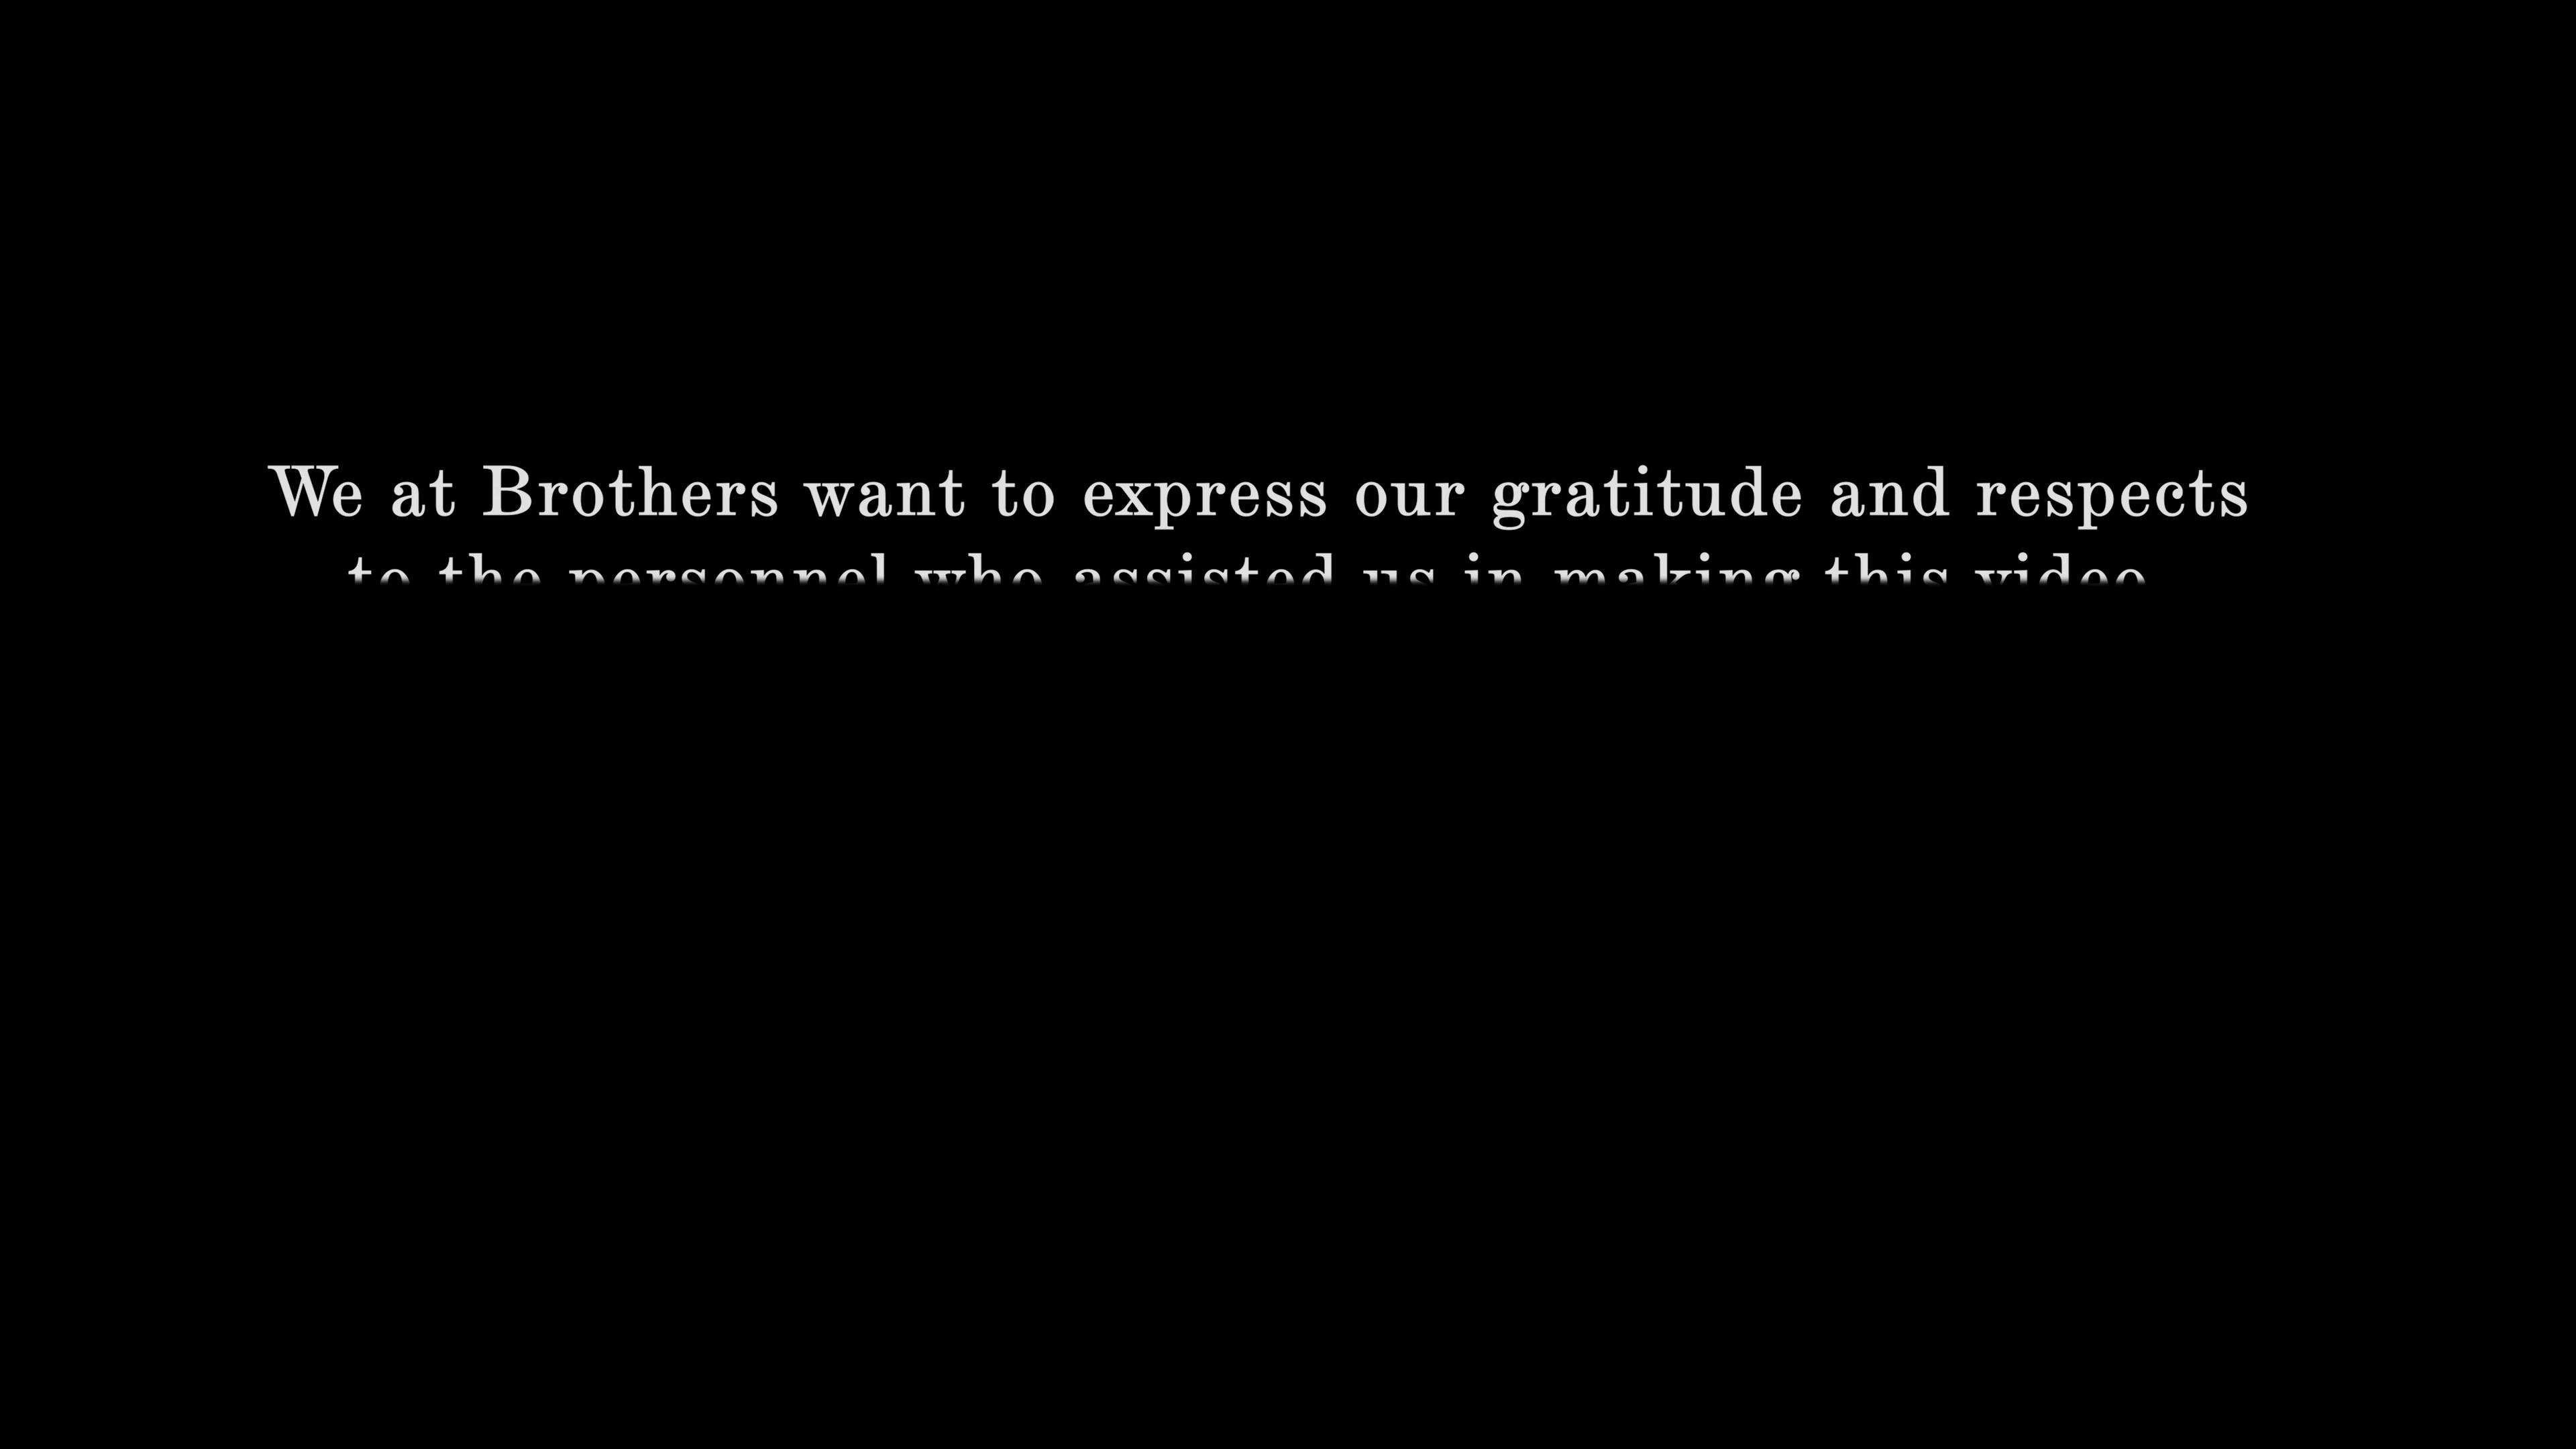 We at Brothers want to express our gratitude and respects
to the personnel who assisted us in making this video